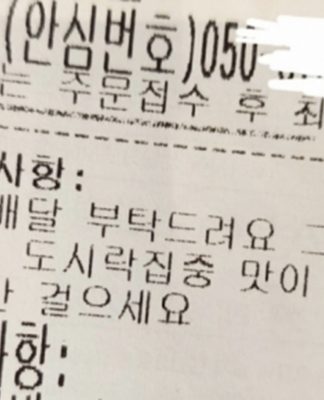 (안심번호)050
는 주문접수 후 최
사항:
배달 부탁드려요 그
도시락집중 맛이
걸으세요
사항: